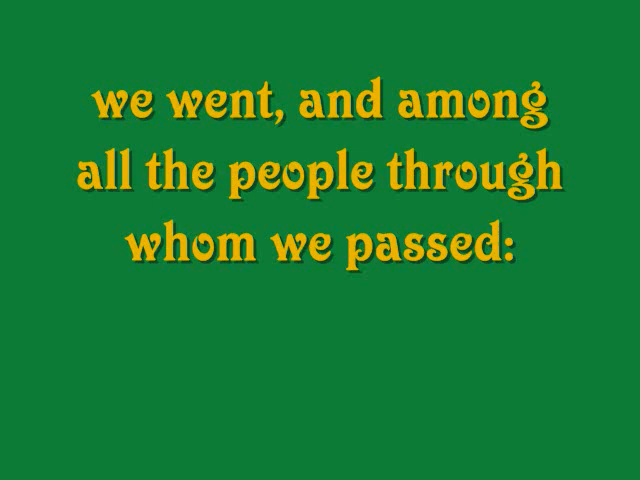 we went, and among
all the people through
whom we passed: